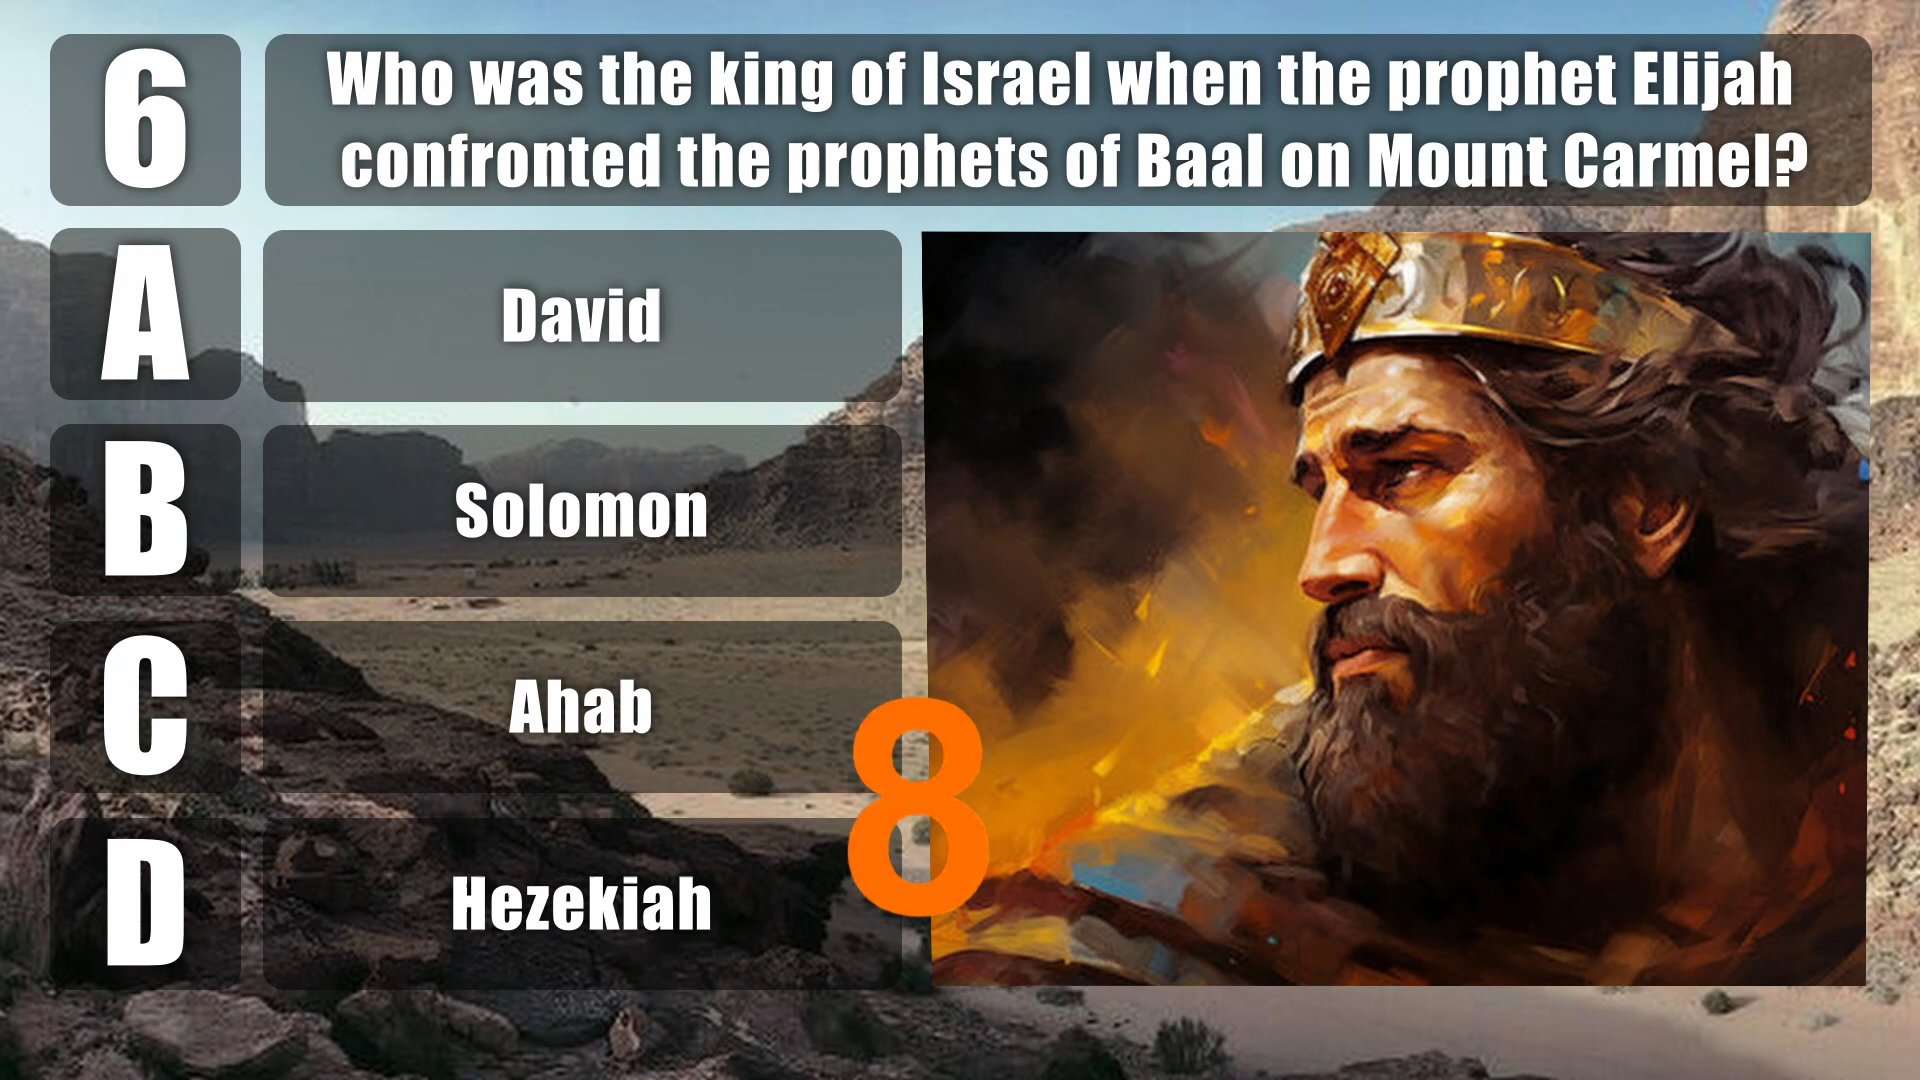 6
Who was the king of Israel when the prophet Elijah
confronted the prophets of Baal on Mount Carmel?
A
David
B
Solomon
C
Ahab
8
D
Hezekiah